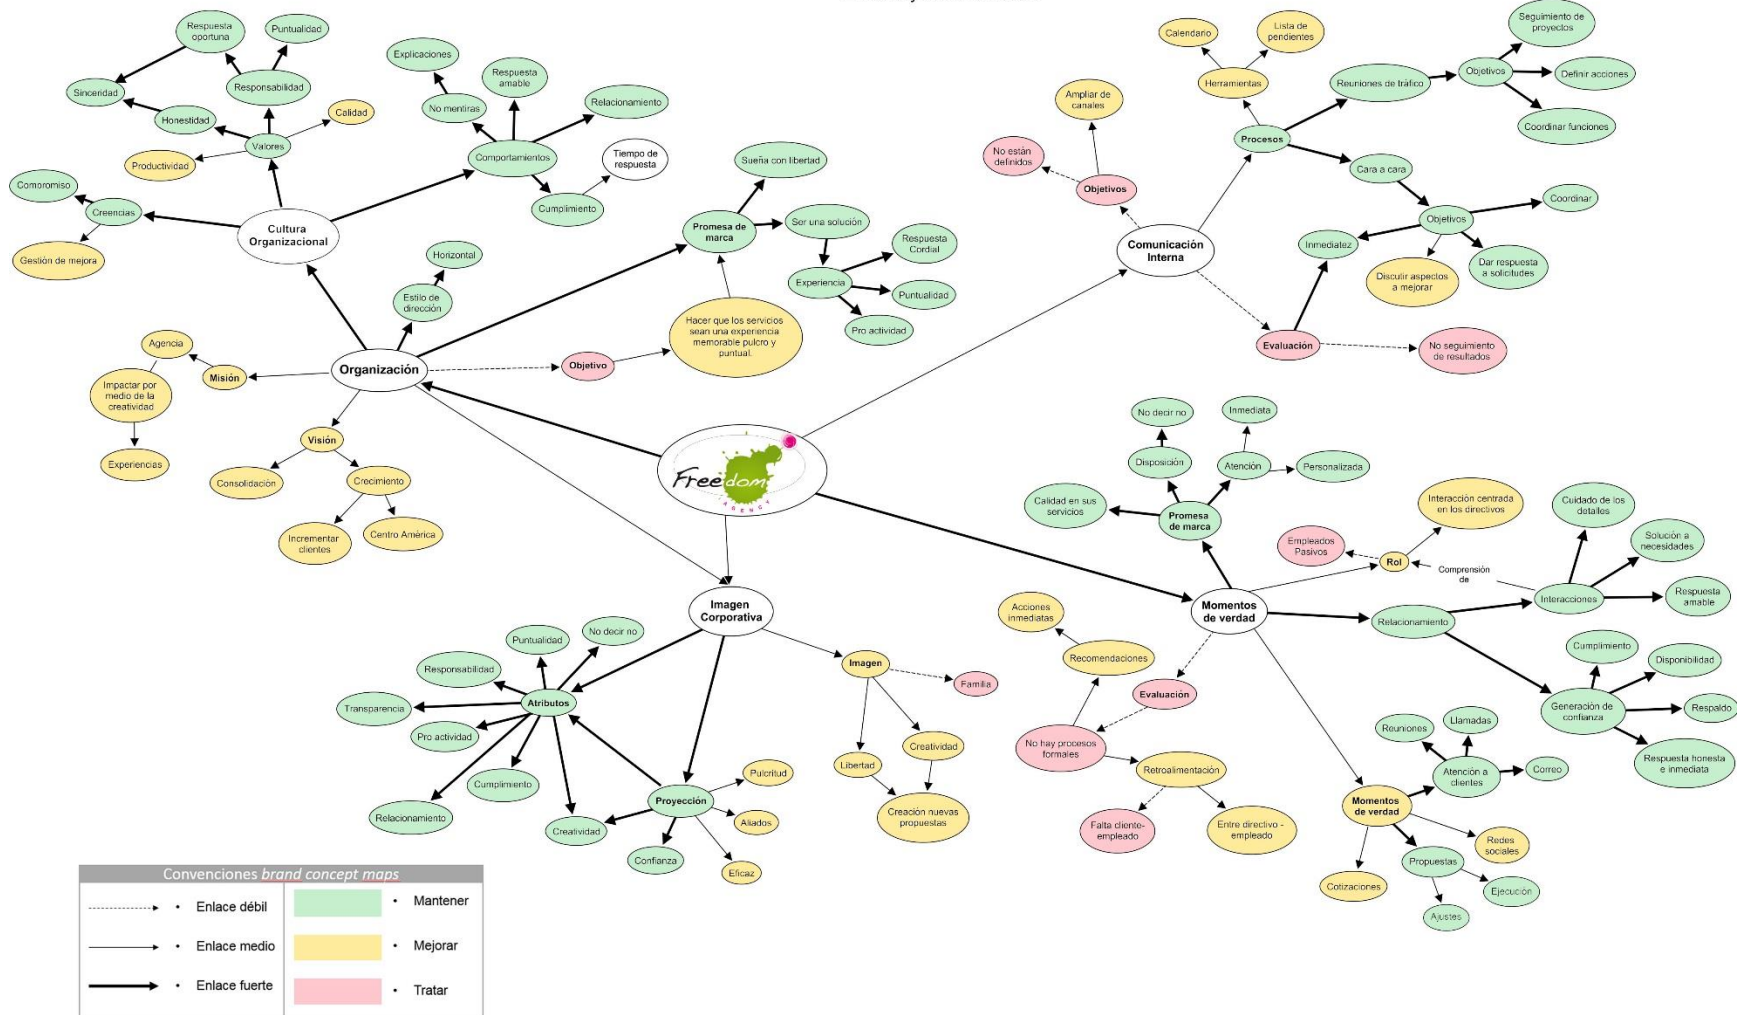 Respuesta
oportuna
Puntualidad
Sinceridad
Responsabilidad
Honestidad
Calidad
Valores
Productividad
Compromiso
Creencias
Gestión de mejora
Cultura
Organizacional
Explicaciones
Respuesta
amable
No mentiras
Relacionamiento
Comportamientos
Tiempo de
respuesta
Cumplimiento
Horizontal
Estilo de
dirección
Sueña con libertad
Promesa de
marca
Ser una solución
Respuesta
Cordial
Experiencia
Puntualidad
Pro actividad
Hacer que los servicios
sean una experiencia
memorable pulcro y
puntual.
Objetivo
Organización
Agencia
Misión
Impactar por
medio de la
creatividad
Experiencias
Visión
Consolidación
Crecimiento
Incrementar
clientes
Centro América
Freedom
AGENCY
Calendario
Lista de
pendientes
Herramientas
Ampliar de
canales
No están
definidos
Objetivos
Procesos
Reuniones de tráfico
Objetivos
Seguimiento de
proyectos
Definir acciones
Coordinar funciones
Cara a cara
Objetivos
Coordinar
Inmediatez
Dar respuesta
a solicitudes
Discutir aspectos
a mejorar
Comunicación
Interna
Evaluación
No seguimiento
de resultados
No decir no
Inmediata
Disposición
Atención
Personalizada
Calidad en sus
servicios
Promesa
de marca
Interacción centrada
en los directivos
Empleados
Pasivos
Rol
Comprensión
de
Cuidado de los
detalles
Solución a
necesidades
Interacciones
Respuesta
amable
Momentos
de verdad
Relacionamiento
Cumplimiento
Disponibilidad
Generación de
confianza
Respaldo
Respuesta honesta
e inmediata
Acciones
inmediatas
Recomendaciones
Evaluación
No hay procesos
formales
Retroalimentación
Falta cliente-
empleado
Entre directivo -
empleado
Reuniones
Llamadas
Atención a
clientes
Correo
Momentos
de verdad
Redes
sociales
Propuestas
Cotizaciones
Ejecución
Ajustes
Imagen
Corporativa
Puntualidad
No decir no
Responsabilidad
Transparencia
Atributos
Pro actividad
Cumplimiento
Relacionamiento
Creatividad
Proyección
Pulcritud
Aliados
Confianza
Eficaz
Imagen
Familia
Creatividad
Libertad
Creación nuevas
propuestas
Convenciones brand concept maps
• Enlace débil
• Mantener
• Enlace medio
• Mejorar
• Enlace fuerte
• Tratar